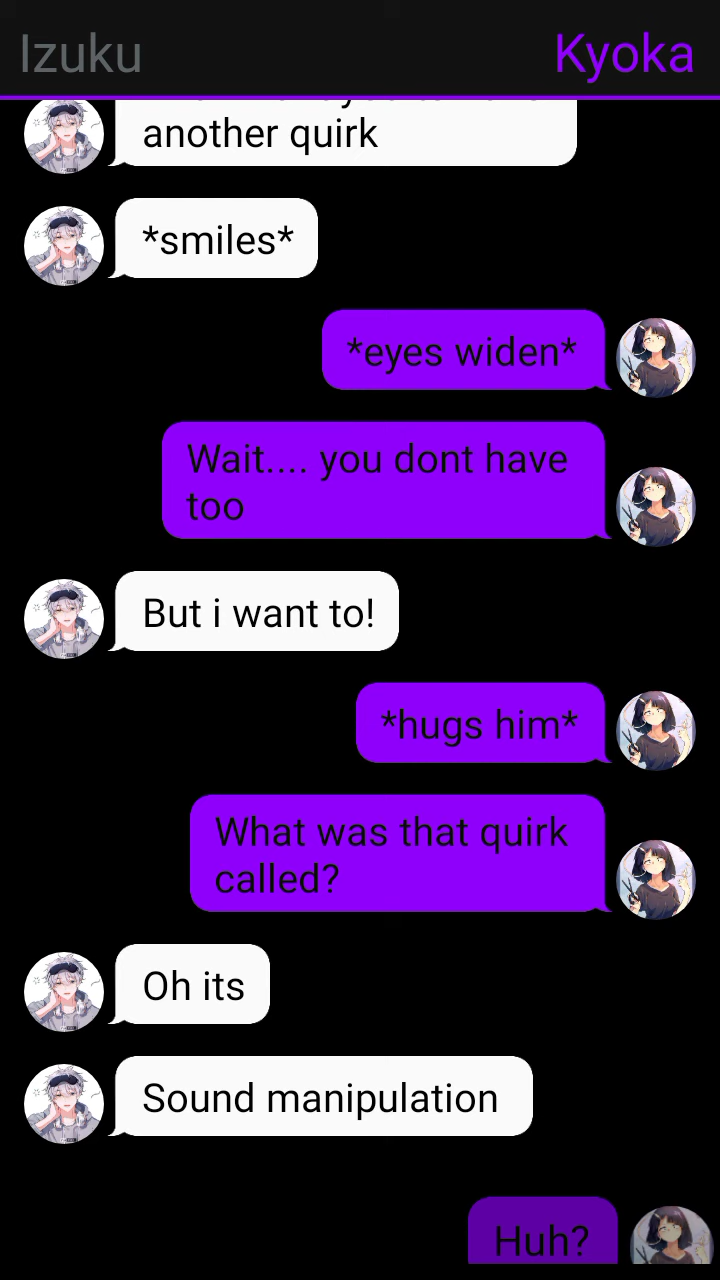 Izuku
Kyoka
another quirk
*smiles*
*eyes widen*
Wait.... you dont have
too
But i want to!
*hugs him*
What was that quirk
called?
Oh its
Sound manipulation
Huh?